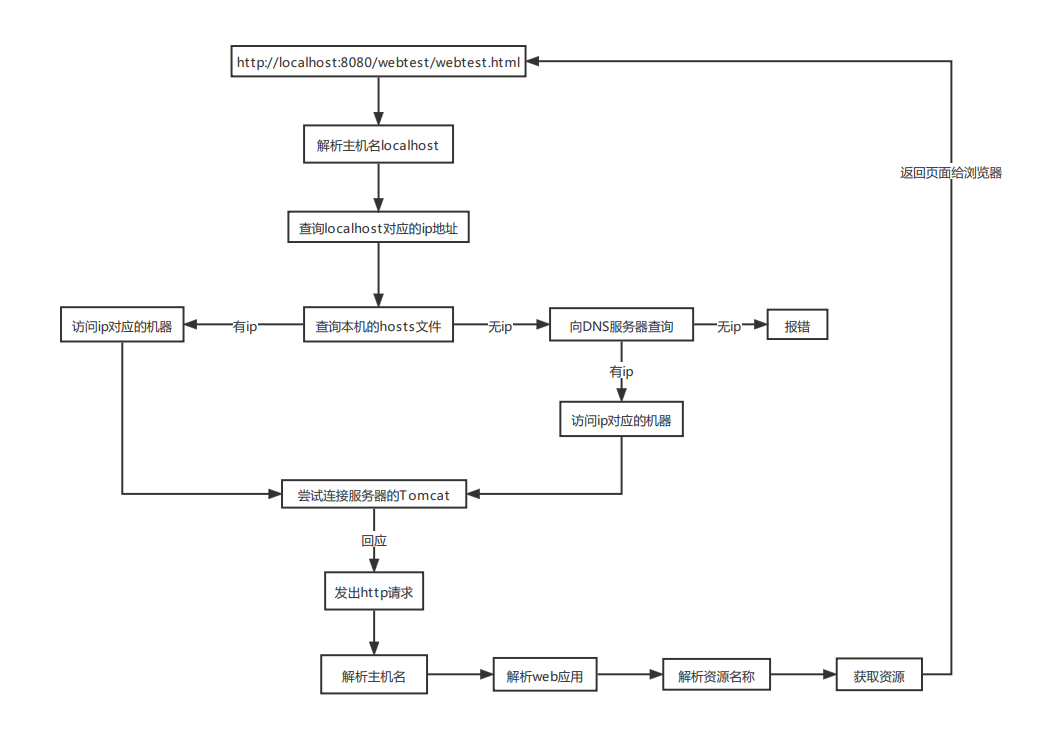 http://localhost:8080/webtest/webtest.html
解析主机名localhost
返回页面给浏览器
查询localhost对应的ip地址
访问ip对应的机器
有ip
查询本机的hosts文件
无ip
向DNS服务器查询
无ip
报错
有ip
访问ip对应的机器
尝试连接服务器的Tomcat
回应
发出http请求
解析主机名
解析web应用
解析资源名称
获取资源